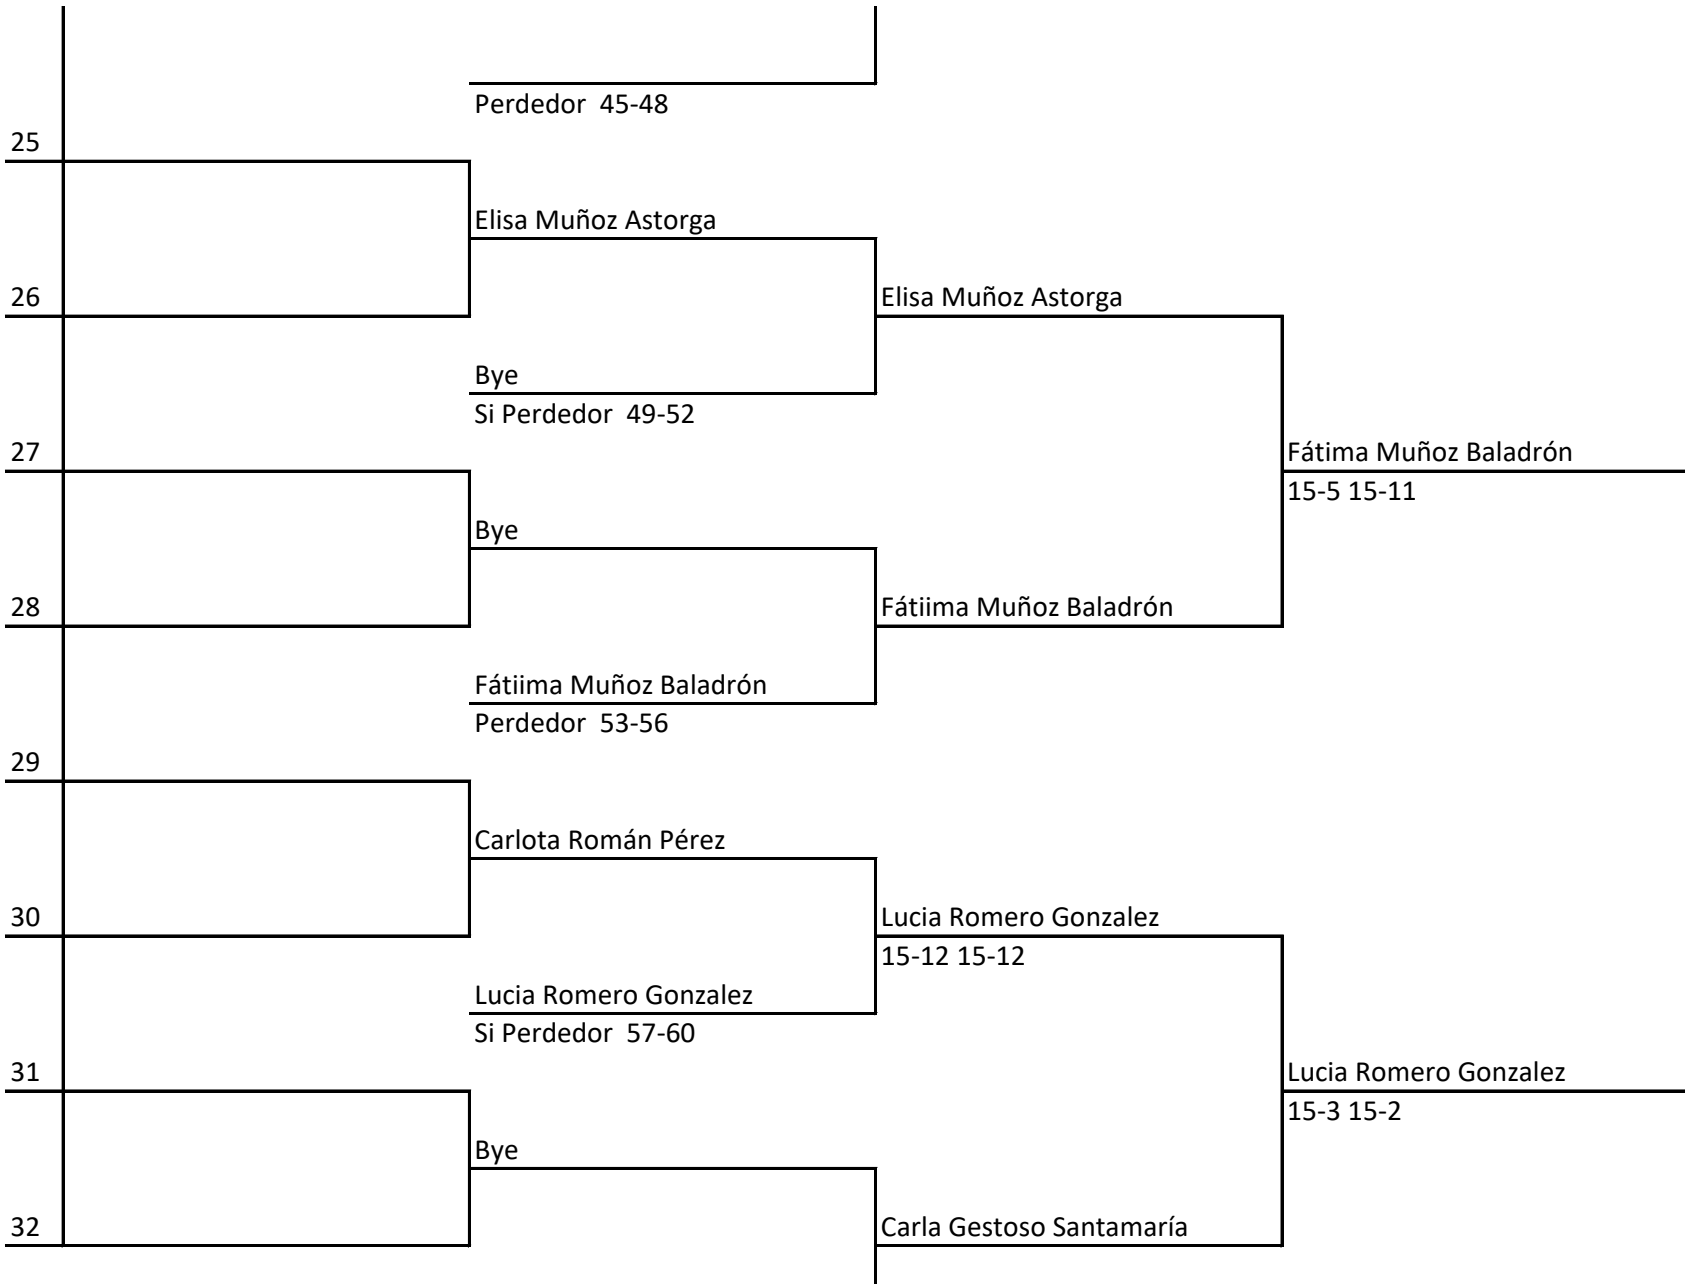 Perdedor  45-48
25
Elisa Muñoz Astorga
26
Elisa Muñoz Astorga
Bye
Si Perdedor  49-52
27
Fátima Muñoz Baladrón
15-5 15-11
Bye
28
Fátiima Muñoz Baladrón
Fátiima Muñoz Baladrón
Perdedor  53-56
29
Carlota Román Pérez
30
Lucia Romero Gonzalez
15-12 15-12
Lucia Romero Gonzalez
Si Perdedor  57-60
31
Lucia Romero Gonzalez
15-3 15-2
Bye
32
Carla Gestoso Santamaría